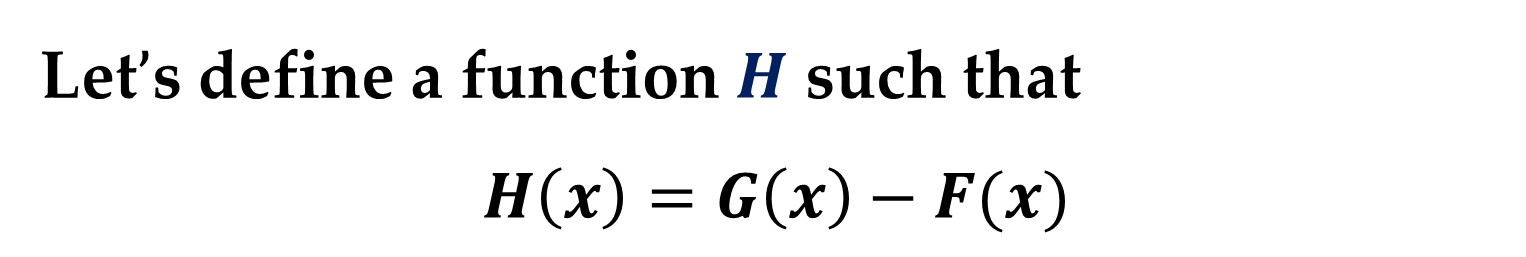 Let’s define a function H such that
H(x) = G(x) − F(x)